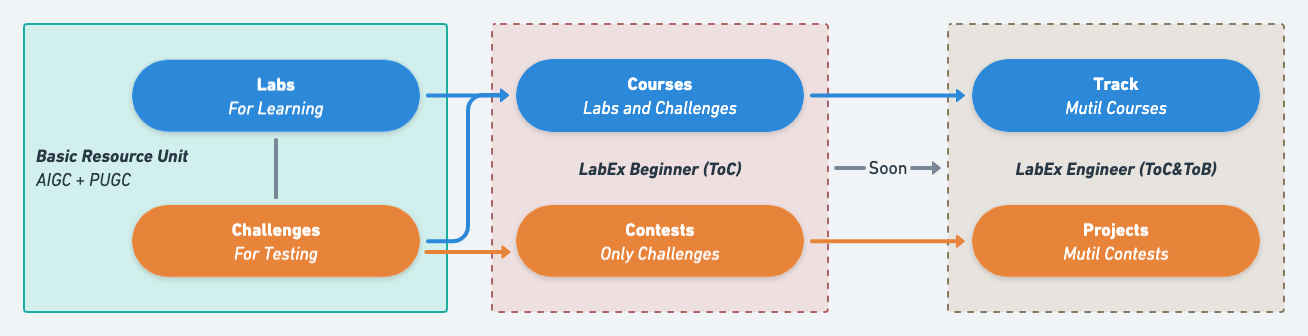 Labs
For Learning
Basic Resource Unit
AIGC + PUGC
Challenges
For Testing
Courses
Labs and Challenges
LabEx Beginner (ToC)
Contests
Only Challenges
Soon
Track
Mutil Courses
LabEx Engineer (ToC&ToB)
Projects
Mutil Contests